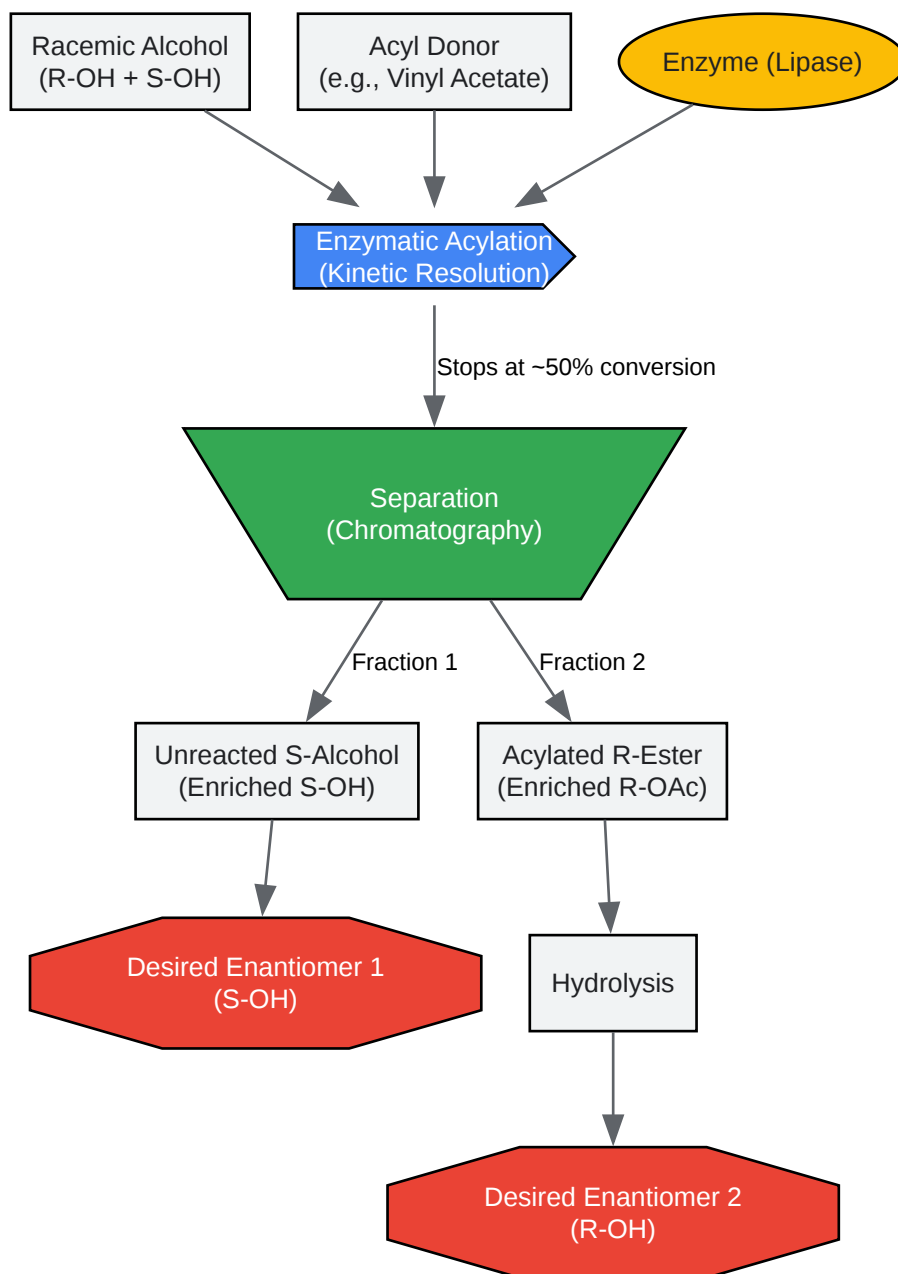 Racemic Alcohol
(R-OH + S-OH)
Acyl Donor
(e.g., Vinyl Acetate)
Enzyme (Lipase)
Enzymatic Acylation
(Kinetic Resolution)
Stops at ~50% conversion
Separation
(Chromatography)
Fraction 1
Fraction 2
Unreacted S-Alcohol
(Enriched S-OH)
Acylated R-Ester
(Enriched R-OAc)
Desired Enantiomer 1
(S-OH)
Hydrolysis
Desired Enantiomer 2
(R-OH)